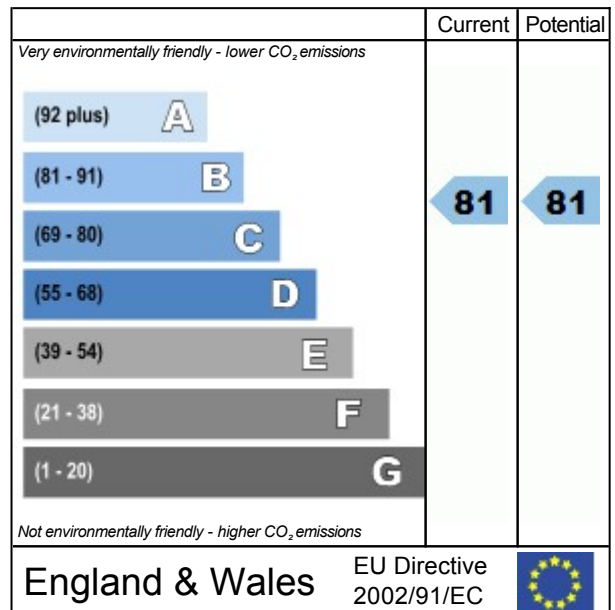 Current Potential
Very environmentally friendly - lower CO₂ emissions
(92 plus) A
(81 - 91) B
81 81
(69 - 80) C
(55 - 68) D
(39 - 54) E
(21 - 38) F
(1 - 20) G
Not environmentally friendly - higher CO₂ emissions
England & Wales
EU Directive
2002/91/EC